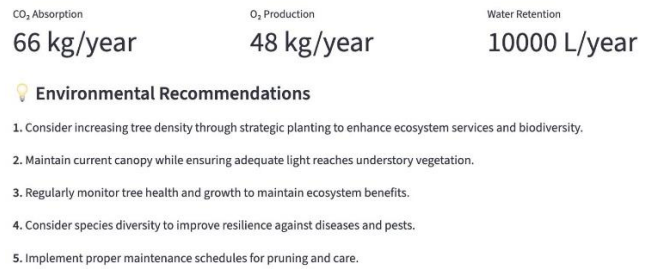 CO₂ Absorption
O₂ Production
Water Retention
66 kg/year
48 kg/year
10000 L/year
Environmental Recommendations
1. Consider increasing tree density through strategic planting to enhance ecosystem services and biodiversity.
2. Maintain current canopy while ensuring adequate light reaches understory vegetation.
3. Regularly monitor tree health and growth to maintain ecosystem benefits.
4. Consider species diversity to improve resilience against diseases and pests.
5. Implement proper maintenance schedules for pruning and care.